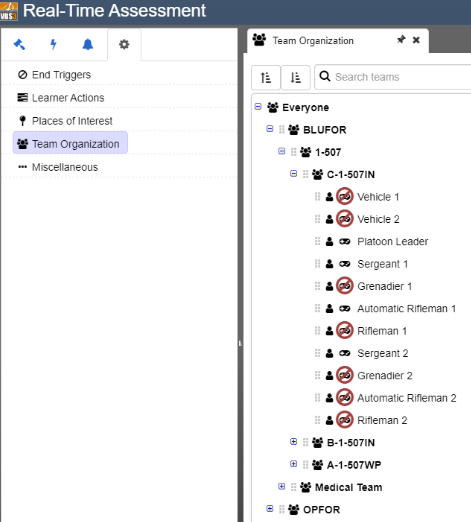 VBS3 Real-Time Assessment
End Triggers
Learner Actions
Places of Interest
Team Organization
Miscellaneous
Team Organization
Search teams
Everyone
BLUFOR
1-507
C-1-507IN
Vehicle 1
Vehicle 2
Platoon Leader
Sergeant 1
Grenadier 1
Automatic Rifleman 1
Rifleman 1
Sergeant 2
Grenadier 2
Automatic Rifleman 2
Rifleman 2
B-1-507IN
A-1-507WP
Medical Team
OPFOR